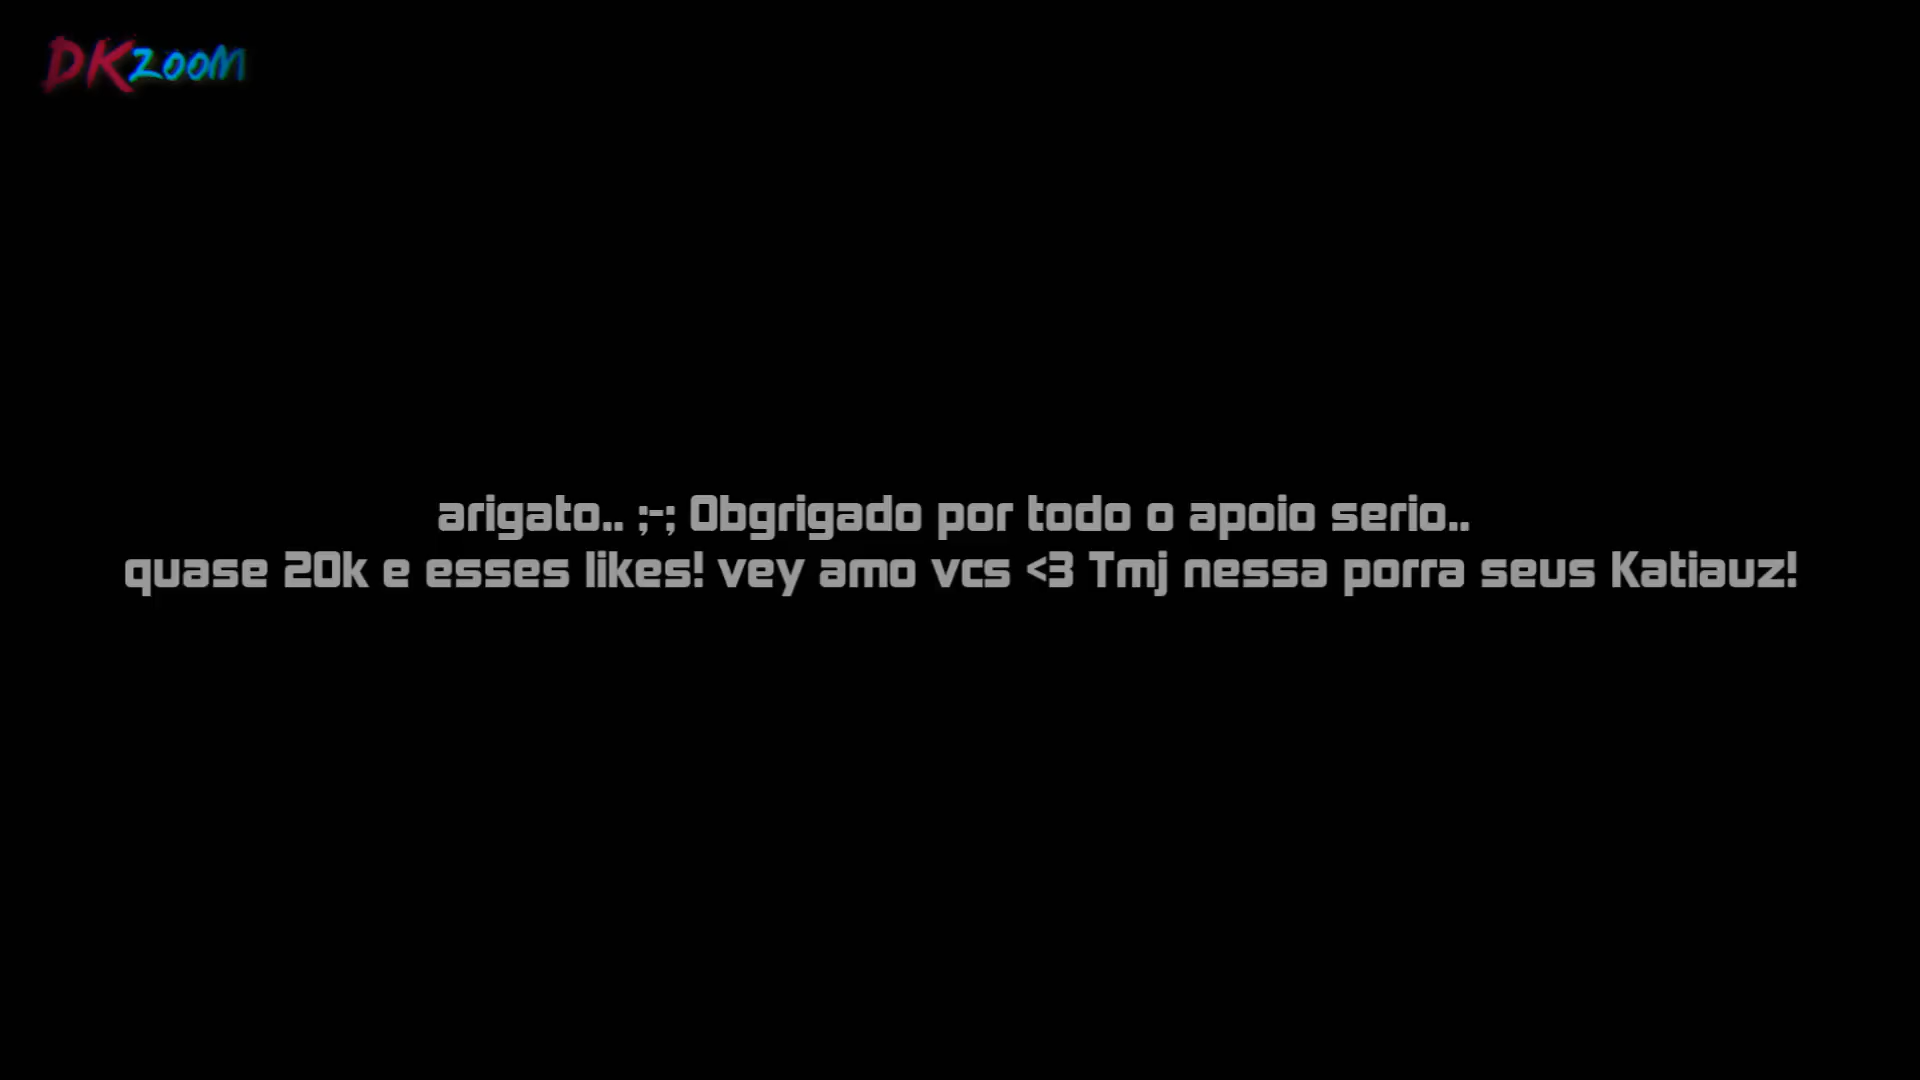 DKzoom
arigato.. ;-; Obgrigado por todo o apoio serio..
quase 20k e esses likes! vey amo vcs <3 Tmj nessa porra seus Katiauz!